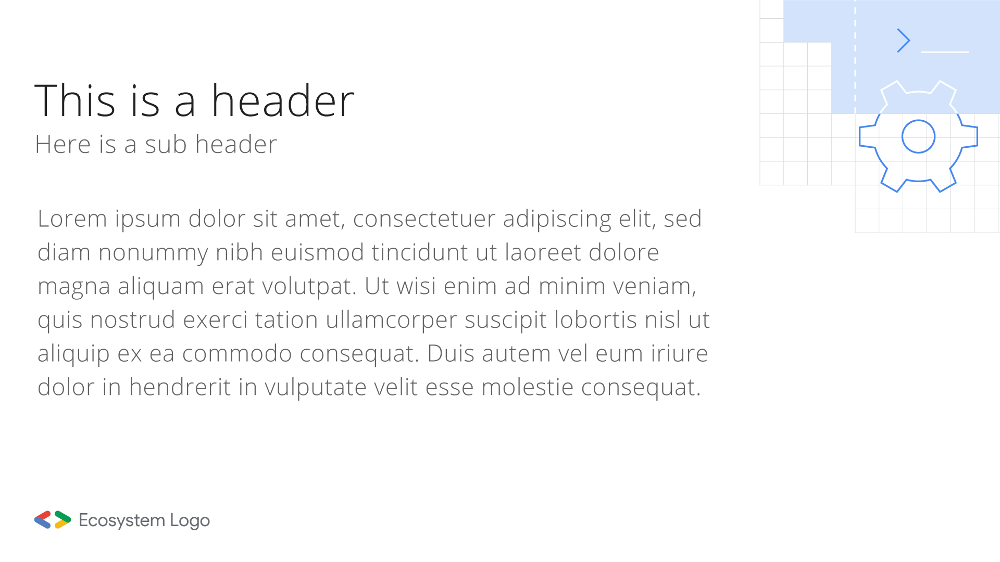 This is a header
Here is a sub header
Lorem ipsum dolor sit amet, consectetuer adipiscing elit, sed
diam nonummy nibh euismod tincidunt ut laoreet dolore
magna aliquam erat volutpat. Ut wisi enim ad minim veniam,
quis nostrud exerci tation ullamcorper suscipit lobortis nisl ut
aliquip ex ea commodo consequat. Duis autem vel eum iriure
dolor in hendrerit in vulputate velit esse molestie consequat.
Ecosystem Logo